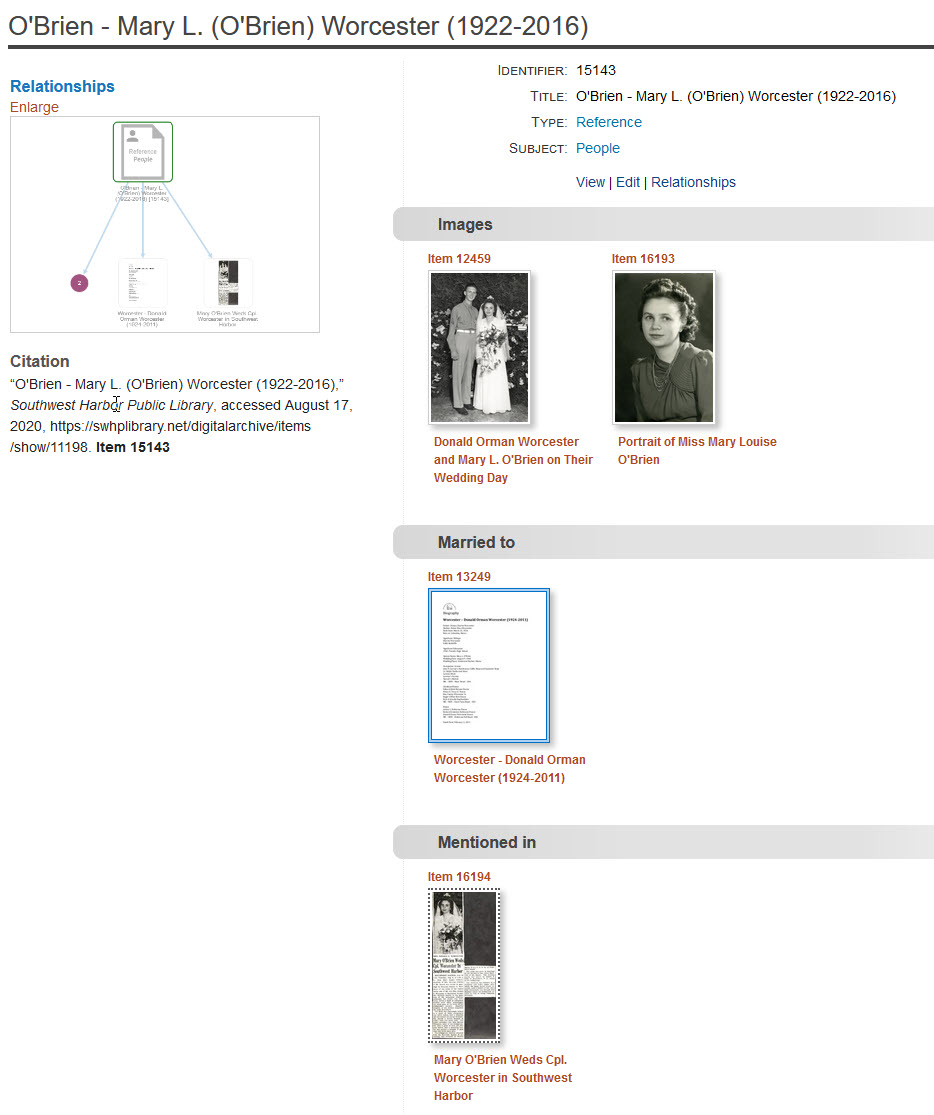 O'Brien - Mary L. (O'Brien) Worcester (1922-2016)
Relationships
Enlarge
Reference
People
O'Brien - Mary L.
(O'Brien) Worcester
(1922-2016) [15143]
2
Worcester - Donald
Orman Worcester
(1924-2011)
Mary O'Brien Weds Cpl.
Worcester in Southwest
Harbor
Citation
“O'Brien - Mary L. (O'Brien) Worcester (1922-2016),”
Southwest Harbor Public Library, accessed August 17,
2020, https://swhplibrary.net/digitalarchive/items
/show/11198. Item 15143
IDENTIFIER: 15143
TITLE: O'Brien - Mary L. (O'Brien) Worcester (1922-2016)
TYPE: Reference
SUBJECT: People
View | Edit | Relationships
Images
Item 12459
Donald Orman Worcester
and Mary L. O'Brien on Their
Wedding Day
Item 16193
Portrait of Miss Mary Louise
O'Brien
Married to
Item 13249
Biography
Worcester - Donald Orman Worcester (1924-2011)
Worcester - Donald Orman
Worcester (1924-2011)
Mentioned in
Item 16194
Mary O'Brien Weds
Cpl. Worcester In
Southwest Harbor
Mary O'Brien Weds Cpl.
Worcester in Southwest
Harbor